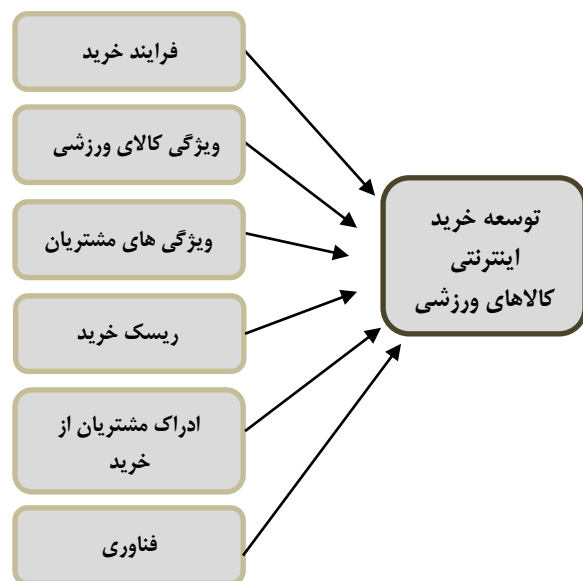 فرایند خرید
ویژگی کالای ورزشی
ویژگی های مشتریان
ریسک خرید
ادراک مشتریان از
خرید
فناوری
توسعه خرید
اینترنتی
کالاهای ورزشی